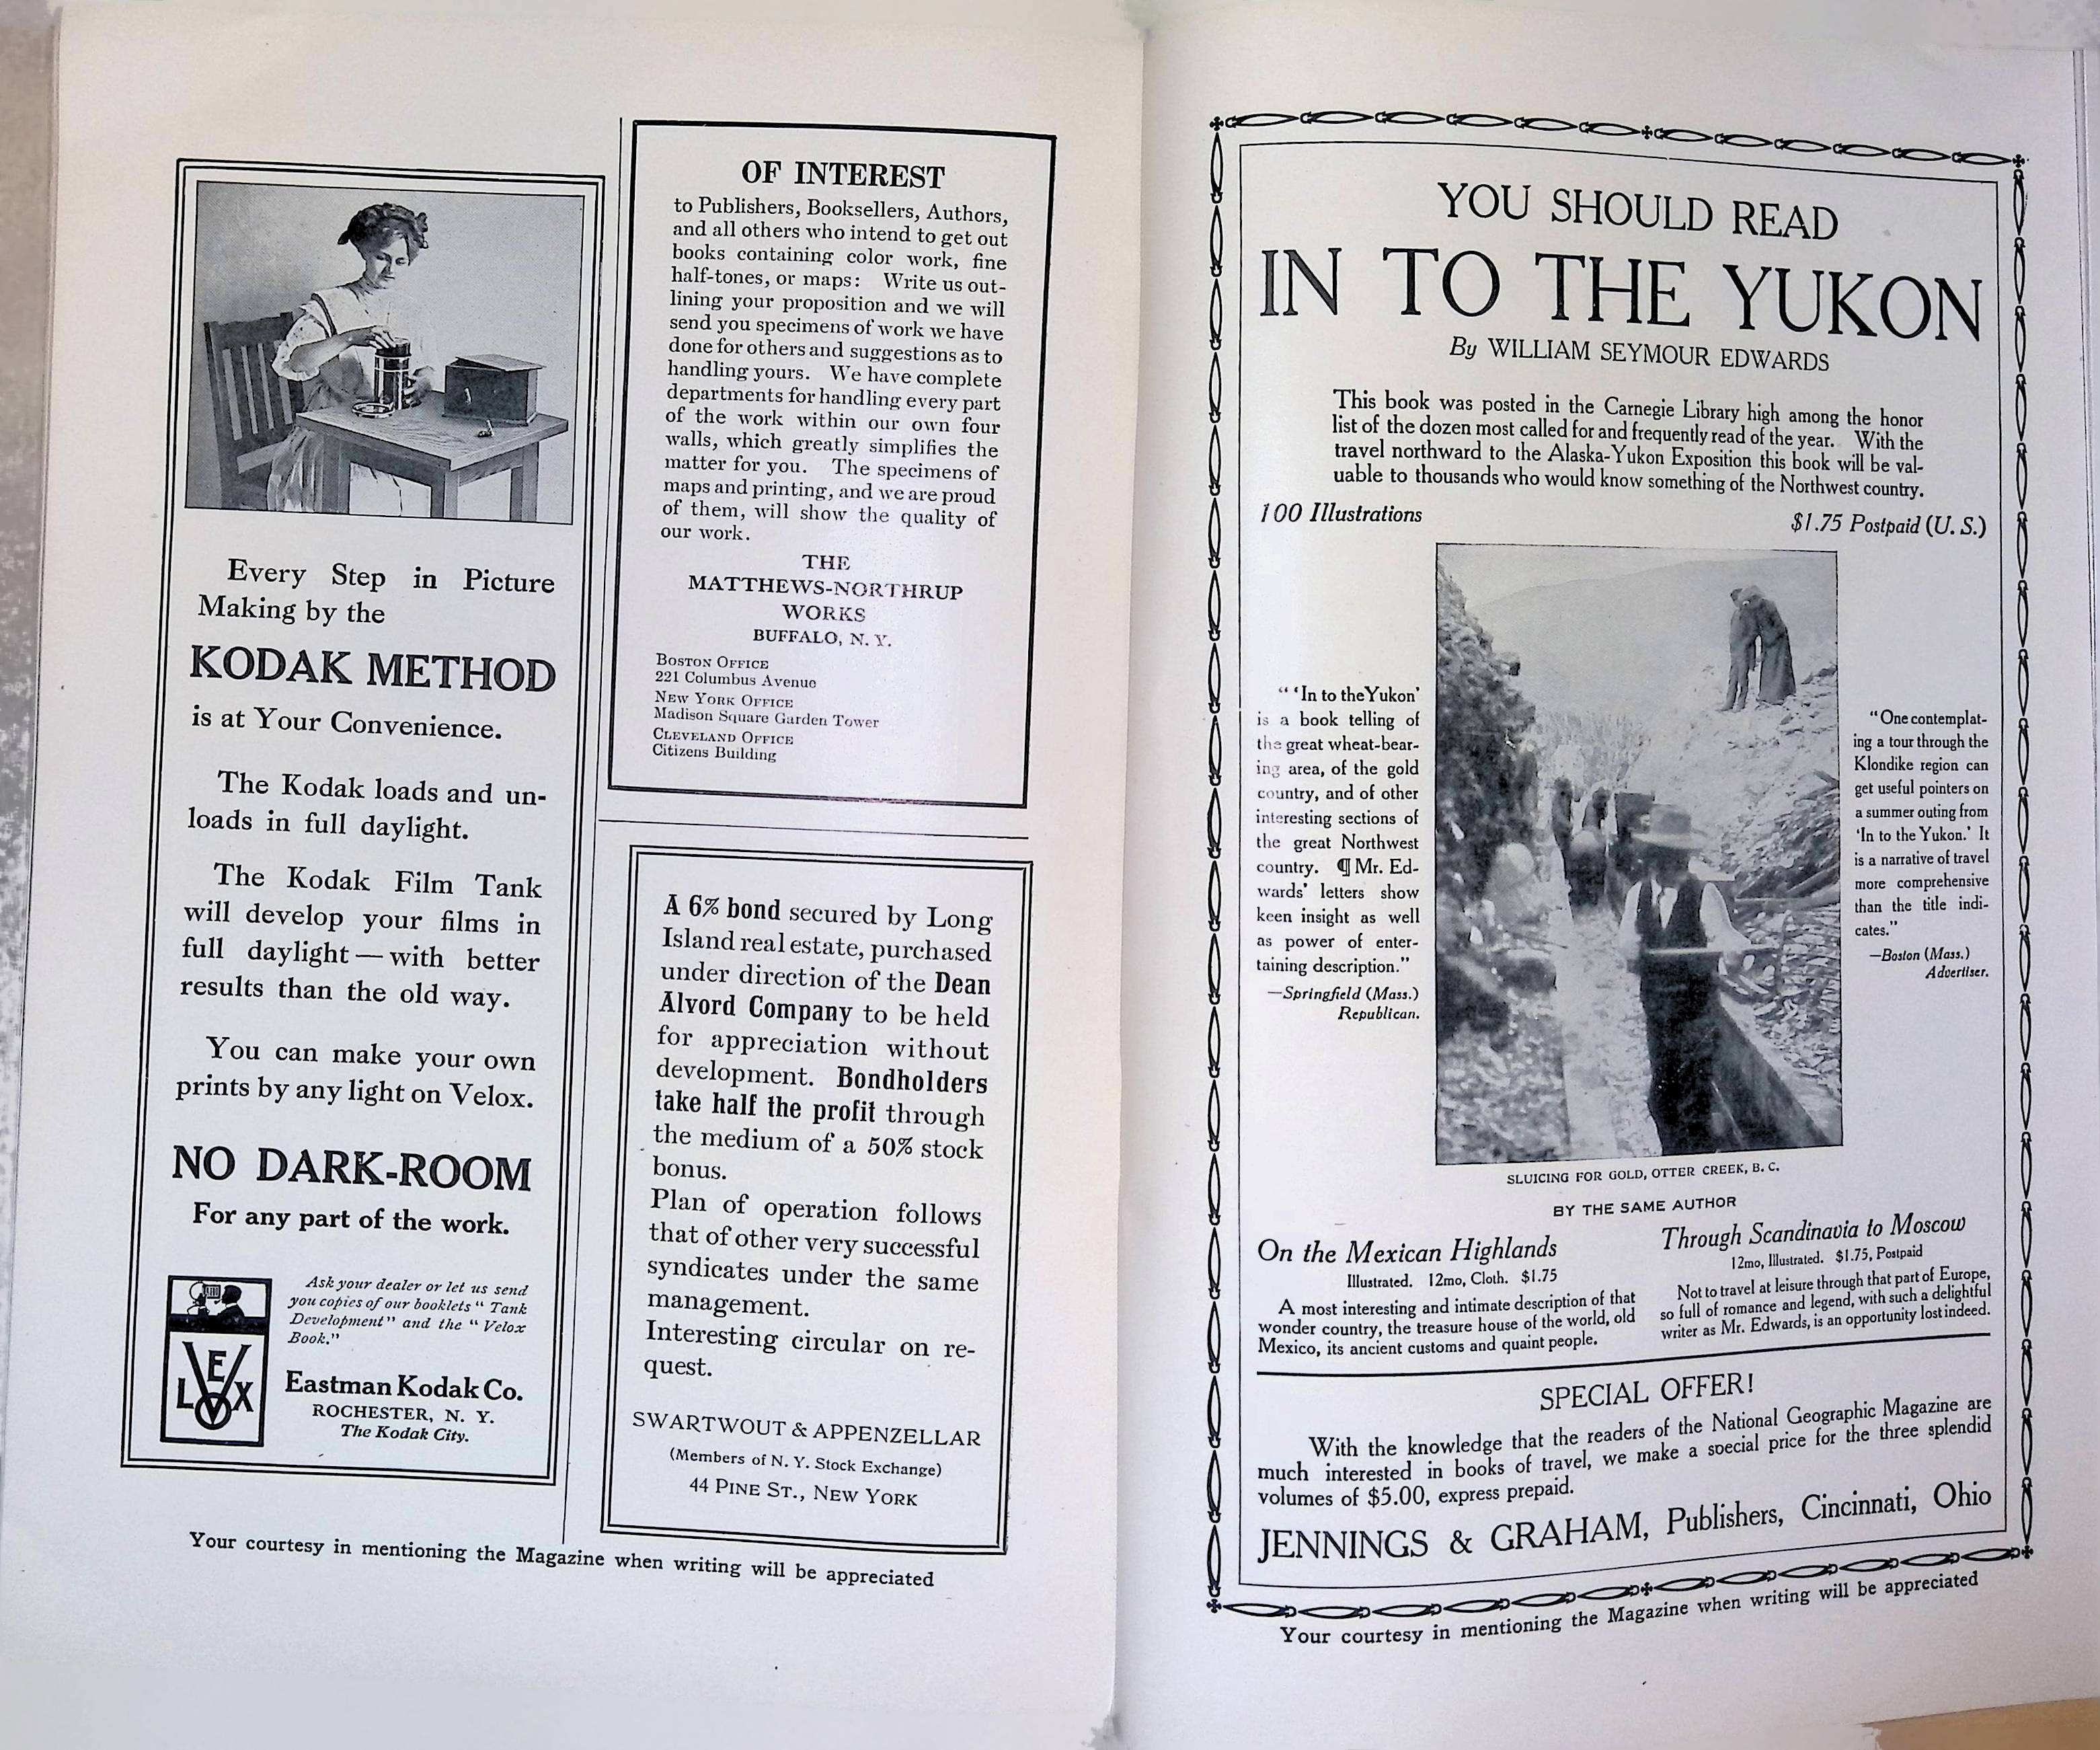 Every Step in Picture
Making by the
KODAK METHOD
is at Your Convenience.
The Kodak loads and un-
loads in full daylight.
The Kodak Film Tank
will develop your films in
full daylight — with better
results than the old way.
You can make your own
prints by any light on Velox.
NO DARK-ROOM
For any part of the work.
VELOX
Ask your dealer or let us send
you copies of our booklets " Tank
Development" and the " Velox
Book."
Eastman Kodak Co.
ROCHESTER, N. Y.
The Kodak City.
OF INTEREST
to Publishers, Booksellers, Authors,
and all others who intend to get out
books containing color work, fine
half-tones, or maps: Write us out-
lining your proposition and we will
send you specimens of work we have
done for others and suggestions as to
handling yours. We have complete
departments for handling every part
of the work within our own four
walls, which greatly simplifies the
matter for you. The specimens of
maps and printing, and we are proud
of them, will show the quality of
our work.
THE
MATTHEWS-NORTHRUP
WORKS
BUFFALO, N. Y.
BOSTON OFFICE
221 Columbus Avenue
NEW YORK OFFICE
Madison Square Garden Tower
CLEVELAND OFFICE
Citizens Building
A 6% bond secured by Long
Island real estate, purchased
under direction of the Dean
Alvord Company to be held
for appreciation without
development. Bondholders
take half the profit through
the medium of a 50% stock
bonus.
Plan of operation follows
that of other very successful
syndicates under the same
management.
Interesting circular on re-
quest.
SWARTWOUT & APPENZELLAR
(Members of N. Y. Stock Exchange)
44 PINE ST., NEW YORK
Your courtesy in mentioning the Magazine when writing will be appreciated
YOU SHOULD READ
IN TO THE YUKON
By WILLIAM SEYMOUR EDWARDS
This book was posted in the Carnegie Library high among the honor
list of the dozen most called for and frequently read of the year. With the
travel northward to the Alaska-Yukon Exposition this book will be val-
uable to thousands who would know something of the Northwest country.
100 Illustrations
$1.75 Postpaid (U. S.)
" 'In to the Yukon'
is a book telling of
the great wheat-bear-
ing area, of the gold
country, and of other
interesting sections of
the great Northwest
country. ¶ Mr. Ed-
wards' letters show
keen insight as well
as power of enter-
taining description."
—Springfield (Mass.)
Republican.
"One contemplat-
ing a tour through the
Klondike region can
get useful pointers on
a summer outing from
'In to the Yukon.' It
is a narrative of travel
more comprehensive
than the title indi-
cates."
—Boston (Mass.)
Advertiser.
SLUICING FOR GOLD, OTTER CREEK, B. C.
BY THE SAME AUTHOR
On the Mexican Highlands
Illustrated. 12mo, Cloth. $1.75
A most interesting and intimate description of that
wonder country, the treasure house of the world, old
Mexico, its ancient customs and quaint people.
Through Scandinavia to Moscow
12mo, Illustrated. $1.75, Postpaid
Not to travel at leisure through that part of Europe,
so full of romance and legend, with such a delightful
writer as Mr. Edwards, is an opportunity lost indeed.
SPECIAL OFFER!
With the knowledge that the readers of the National Geographic Magazine are
much interested in books of travel, we make a special price for the three splendid
volumes of $5.00, express prepaid.
JENNINGS & GRAHAM, Publishers, Cincinnati, Ohio
Your courtesy in mentioning the Magazine when writing will be appreciated